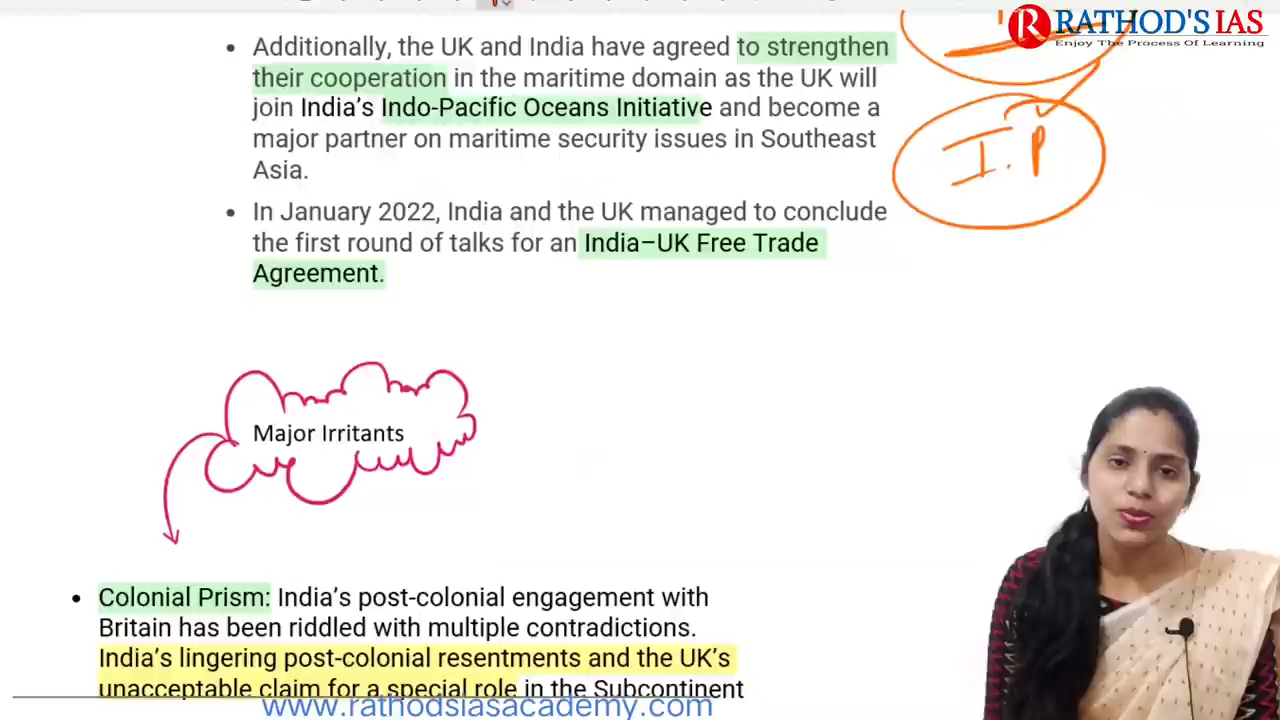 RATHOD'S IAS
Enjoy The Process Of Learning
• Additionally, the UK and India have agreed to strengthen
their cooperation in the maritime domain as the UK will
join India's Indo-Pacific Oceans Initiative and become a
major partner on maritime security issues in Southeast
Asia.
I. P
• In January 2022, India and the UK managed to conclude
the first round of talks for an India–UK Free Trade
Agreement.
Major Irritants
• Colonial Prism: India's post-colonial engagement with
Britain has been riddled with multiple contradictions.
India's lingering post-colonial resentments and the UK's
unacceptable claim for a special role in the Subcontinent
www.rathodsiasacademy.com